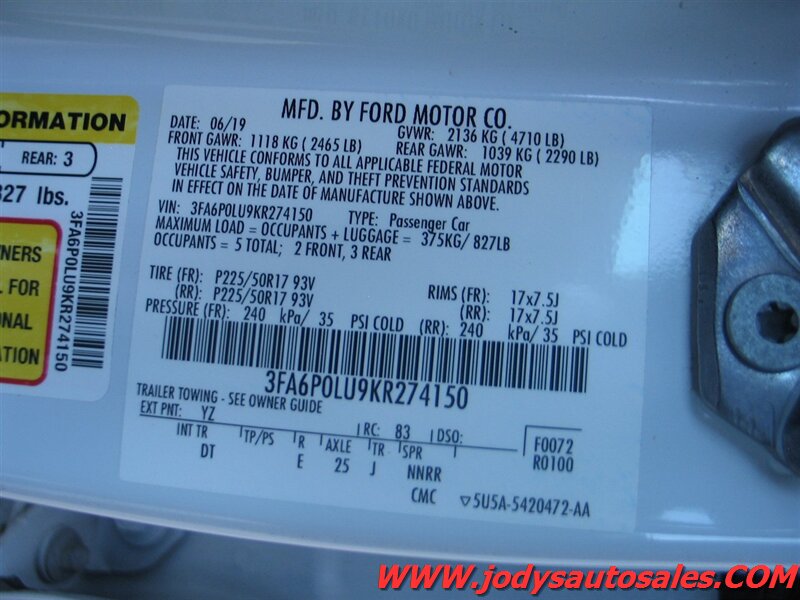 ORMATION
REAR: 3
827 lbs.
3FA6P0LU9KR274150
WNERS
L FOR
ONAL
ATION
MFD. BY FORD MOTOR CO.
DATE: 06/19 GVWR: 2136 KG ( 4710 LB)
FRONT GAWR: 1118 KG ( 2465 LB) REAR GAWR: 1039 KG ( 2290 LB)
THIS VEHICLE CONFORMS TO ALL APPLICABLE FEDERAL MOTOR
VEHICLE SAFETY, BUMPER, AND THEFT PREVENTION STANDARDS
IN EFFECT ON THE DATE OF MANUFACTURE SHOWN ABOVE.
VIN: 3FA6P0LU9KR274150 TYPE: Passenger Car
MAXIMUM LOAD = OCCUPANTS + LUGGAGE = 375KG/ 827LB
OCCUPANTS = 5 TOTAL; 2 FRONT, 3 REAR
TIRE (FR): P225/50R17 93V RIMS (FR): 17x7.5J
(RR): P225/50R17 93V (RR): 17x7.5J
PRESSURE (FR): 240 kPa/ 35 PSI COLD (RR): 240 kPa/ 35 PSI COLD
3FA6P0LU9KR274150
TRAILER TOWING - SEE OWNER GUIDE
EXT PNT: YZ RC: 83 DSO: F0072
INT TR TP/PS R AXLE TR SPR R0100
DT E 25 J NNRR
CMC ▽5U5A-5420472-AA
www.jodysautosales.com